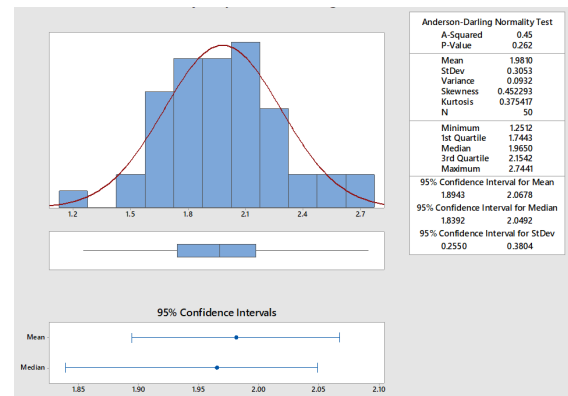 Anderson-Darling Normality Test
A-Squared 0.45
P-Value 0.262
Mean 1.9810
StDev 0.3053
Variance 0.0932
Skewness 0.452293
Kurtosis 0.375417
N 50
Minimum 1.2512
1st Quartile 1.7443
Median 1.9650
3rd Quartile 2.1542
Maximum 2.7441
95% Confidence Interval for Mean
1.8943 2.0678
95% Confidence Interval for Median
1.8392 2.0492
95% Confidence Interval for StDev
0.2550 0.3804
1.2 1.5 1.8 2.1 2.4 2.7
95% Confidence Intervals
Mean
Median
1.85 1.90 1.95 2.00 2.05 2.10